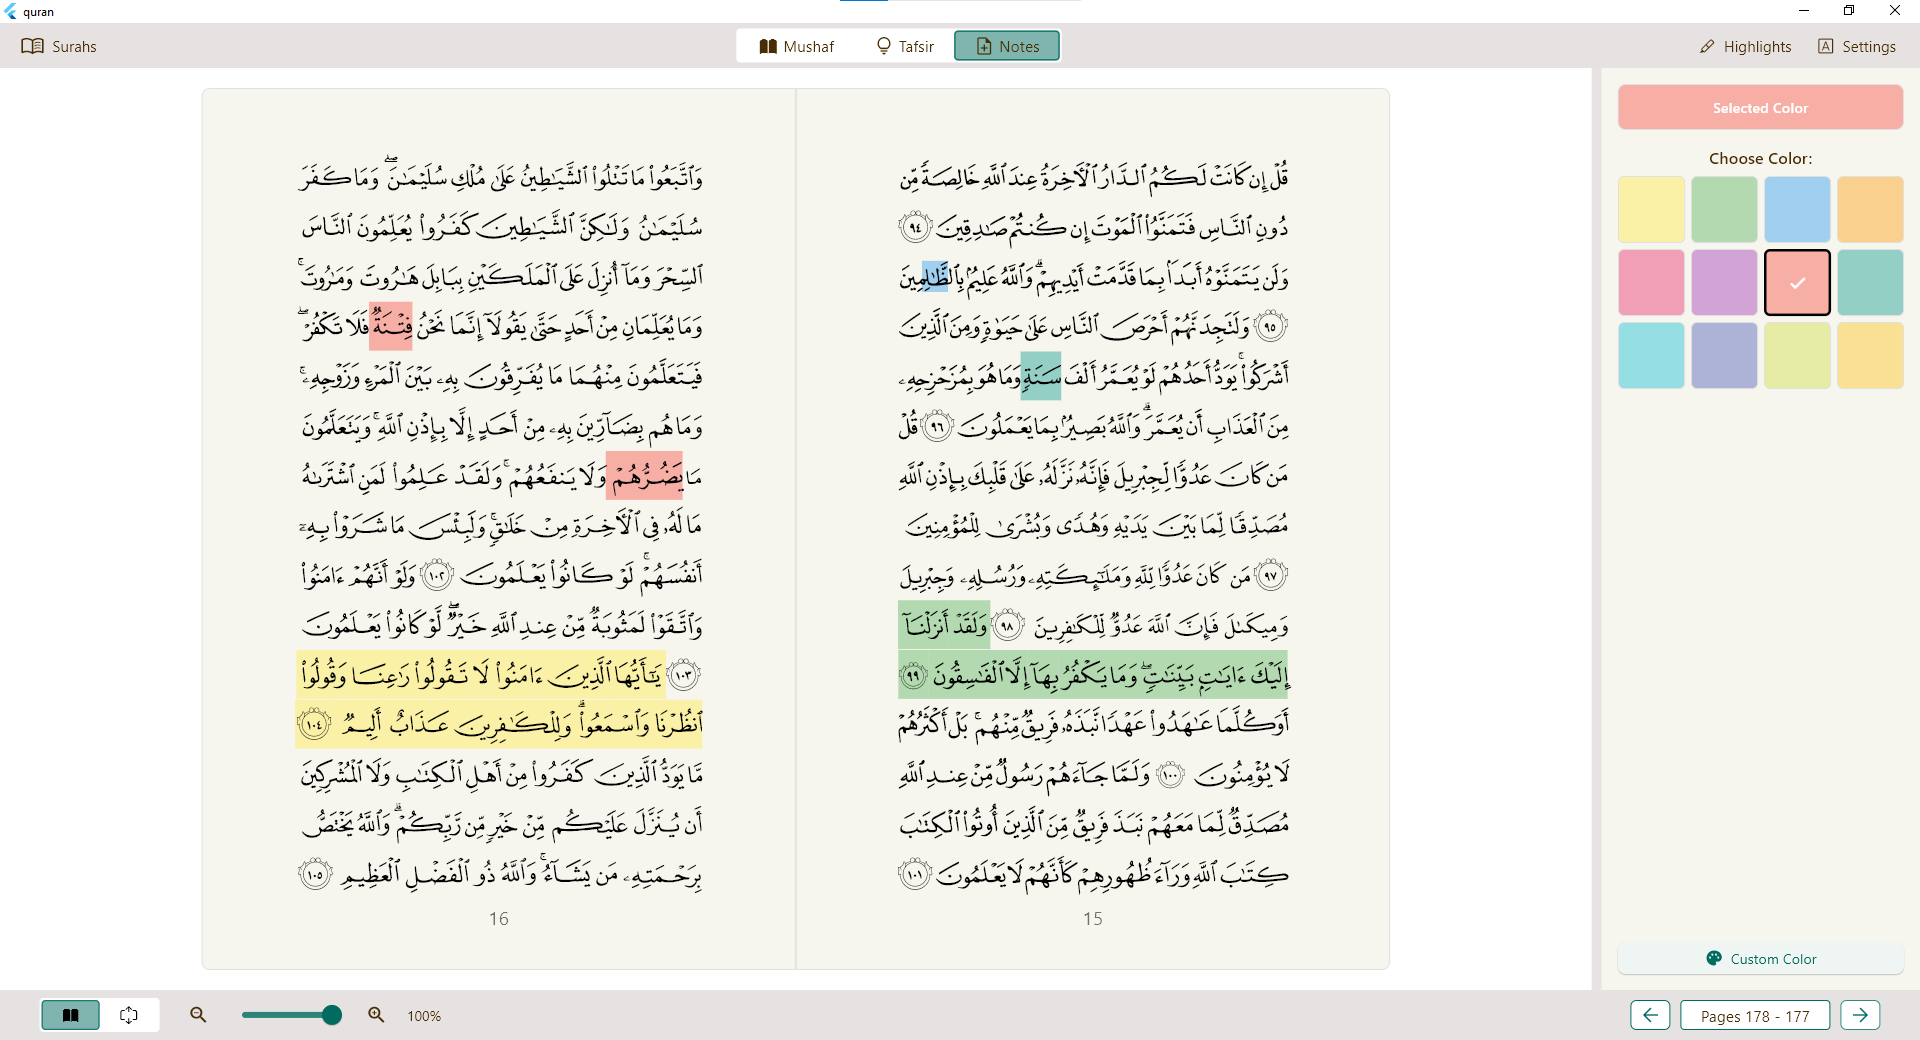 quran
Surahs
Mushaf
Tafsir
Notes
Highlights
Settings
قُلْ إِن كَانَتْ لَكُمُ ٱلدَّارُ ٱلْـَٔاخِرَةُ عِندَ ٱللَّهِ خَالِصَةً مِّن
دُونِ ٱلنَّاسِ فَتَمَنَّوُا۟ ٱلْمَوْتَ إِن كُنتُمْ صَـٰدِقِينَ ٩٤
وَلَن يَتَمَنَّوْهُ أَبَدًۢا بِمَا قَدَّمَتْ أَيْدِيهِمْ ۗ وَٱللَّهُ عَلِيمٌۢ بِٱلظَّـٰلِمِينَ
٩٥ وَلَتَجِدَنَّهُمْ أَحْرَصَ ٱلنَّاسِ عَلَىٰ حَيَوٰةٍ وَمِنَ ٱلَّذِينَ
أَشْرَكُوا۟ ۚ يَوَدُّ أَحَدُهُمْ لَوْ يُعَمَّرُ أَلْفَ سَنَةٍ وَمَا هُوَ بِمُزَحْزِحِهِۦ
مِنَ ٱلْعَذَابِ أَن يُعَمَّرَ ۗ وَٱللَّهُ بَصِيرٌۢ بِمَا يَعْمَلُونَ ٩٦ قُلْ
مَن كَانَ عَدُوًّا لِّجِبْرِيلَ فَإِنَّهُۥ نَزَّلَهُۥ عَلَىٰ قَلْبِكَ بِإِذْنِ ٱللَّهِ
مُصَدِّقًا لِّمَا بَيْنَ يَدَيْهِ وَهُدًى وَبُشْرَىٰ لِلْمُؤْمِنِينَ
٩٧ مَن كَانَ عَدُوًّا لِّلَّهِ وَمَلَـٰٓئِكَتِهِۦ وَرُسُلِهِۦ وَجِبْرِيلَ
وَمِيكَىٰلَ فَإِنَّ ٱللَّهَ عَدُوٌّ لِّلْكَـٰفِرِينَ ٩٨ وَلَقَدْ أَنزَلْنَآ
إِلَيْكَ ءَايَـٰتٍۭ بَيِّنَـٰتٍ ۖ وَمَا يَكْفُرُ بِهَآ إِلَّا ٱلْفَـٰسِقُونَ ٩٩
أَوَكُلَّمَا عَـٰهَدُوا۟ عَهْدًا نَّبَذَهُۥ فَرِيقٌ مِّنْهُم ۚ بَلْ أَكْثَرُهُمْ
لَا يُؤْمِنُونَ ١٠٠ وَلَمَّا جَآءَهُمْ رَسُولٌ مِّنْ عِندِ ٱللَّهِ
مُصَدِّقٌ لِّمَا مَعَهُمْ نَبَذَ فَرِيقٌ مِّنَ ٱلَّذِينَ أُوتُوا۟ ٱلْكِتَـٰبَ
كِتَـٰبَ ٱللَّهِ وَرَآءَ ظُهُورِهِمْ كَأَنَّهُمْ لَا يَعْلَمُونَ ١٠١
15
وَٱتَّبَعُوا۟ مَا تَتْلُوا۟ ٱلشَّيَـٰطِينُ عَلَىٰ مُلْكِ سُلَيْمَـٰنَ ۖ وَمَا كَفَرَ
سُلَيْمَـٰنُ وَلَـٰكِنَّ ٱلشَّيَـٰطِينَ كَفَرُوا۟ يُعَلِّمُونَ ٱلنَّاسَ
ٱلسِّحْرَ وَمَآ أُنزِلَ عَلَى ٱلْمَلَكَيْنِ بِبَابِلَ هَـٰرُوتَ وَمَـٰرُوتَ ۚ
وَمَا يُعَلِّمَانِ مِنْ أَحَدٍ حَتَّىٰ يَقُولَآ إِنَّمَا نَحْنُ فِتْنَةٌ فَلَا تَكْفُرْ ۖ
فَيَتَعَلَّمُونَ مِنْهُمَا مَا يُفَرِّقُونَ بِهِۦ بَيْنَ ٱلْمَرْءِ وَزَوْجِهِۦ ۚ
وَمَا هُم بِضَآرِّينَ بِهِۦ مِنْ أَحَدٍ إِلَّا بِإِذْنِ ٱللَّهِ ۚ وَيَتَعَلَّمُونَ
مَا يَضُرُّهُمْ وَلَا يَنفَعُهُمْ ۚ وَلَقَدْ عَلِمُوا۟ لَمَنِ ٱشْتَرَىٰهُ
مَا لَهُۥ فِى ٱلْـَٔاخِرَةِ مِنْ خَلَـٰقٍ ۚ وَلَبِئْسَ مَا شَرَوْا۟ بِهِۦٓ
أَنفُسَهُمْ ۚ لَوْ كَانُوا۟ يَعْلَمُونَ ١٠٢ وَلَوْ أَنَّهُمْ ءَامَنُوا۟
وَٱتَّقَوْا۟ لَمَثُوبَةٌ مِّنْ عِندِ ٱللَّهِ خَيْرٌ ۖ لَّوْ كَانُوا۟ يَعْلَمُونَ
١٠٣ يَـٰٓأَيُّهَا ٱلَّذِينَ ءَامَنُوا۟ لَا تَقُولُوا۟ رَٰعِنَا وَقُولُوا۟
ٱنظُرْنَا وَٱسْمَعُوا۟ ۗ وَلِلْكَـٰفِرِينَ عَذَابٌ أَلِيمٌ ١٠٤
مَّا يَوَدُّ ٱلَّذِينَ كَفَرُوا۟ مِنْ أَهْلِ ٱلْكِتَـٰبِ وَلَا ٱلْمُشْرِكِينَ
أَن يُنَزَّلَ عَلَيْكُم مِّنْ خَيْرٍ مِّن رَّبِّكُمْ ۗ وَٱللَّهُ يَخْتَصُّ
بِرَحْمَتِهِۦ مَن يَشَآءُ ۚ وَٱللَّهُ ذُو ٱلْفَضْلِ ٱلْعَظِيمِ ١٠٥
16
Selected Color
Choose Color:
Custom Color
100%
Pages 178 - 177